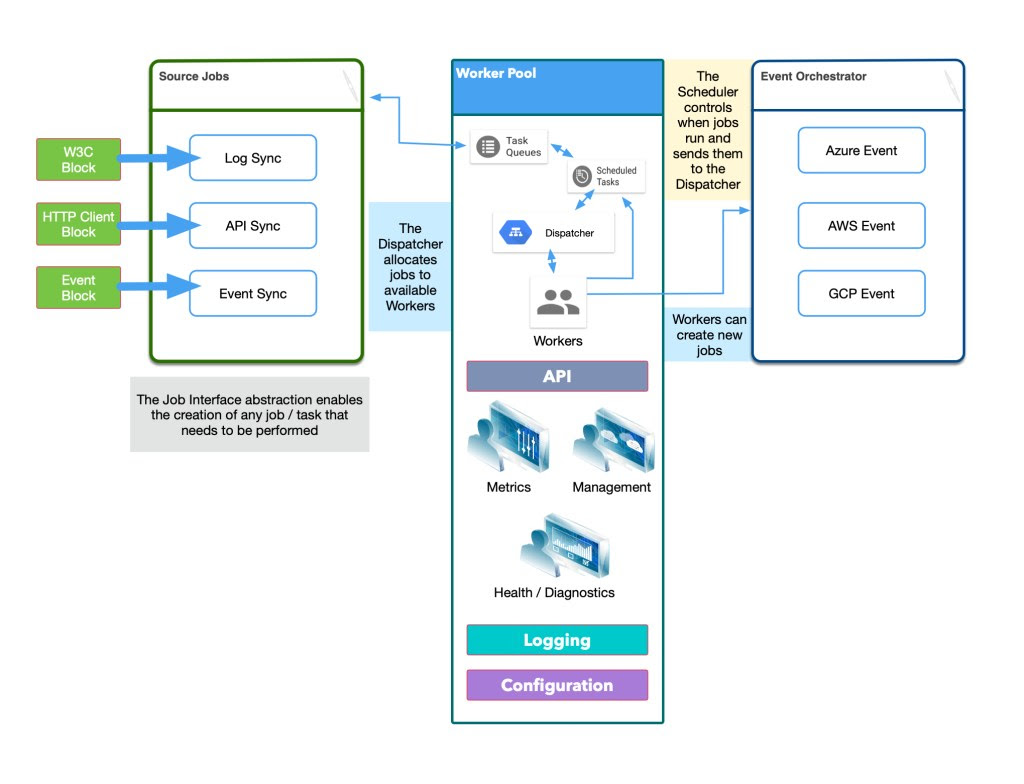 Source Jobs
W3C
Block
Log Sync
HTTP Client
Block
API Sync
Event
Block
Event Sync
The Job Interface abstraction enables
the creation of any job / task that
needs to be performed
The
Dispatcher
allocates
jobs to
available
Workers
Worker Pool
Task
Queues
Scheduled
Tasks
Dispatcher
Workers
API
Metrics
Management
Health / Diagnostics
Logging
Configuration
The
Scheduler
controls
when jobs
run and
sends them
to the
Dispatcher
Workers can
create new
jobs
Event Orchestrator
Azure Event
AWS Event
GCP Event